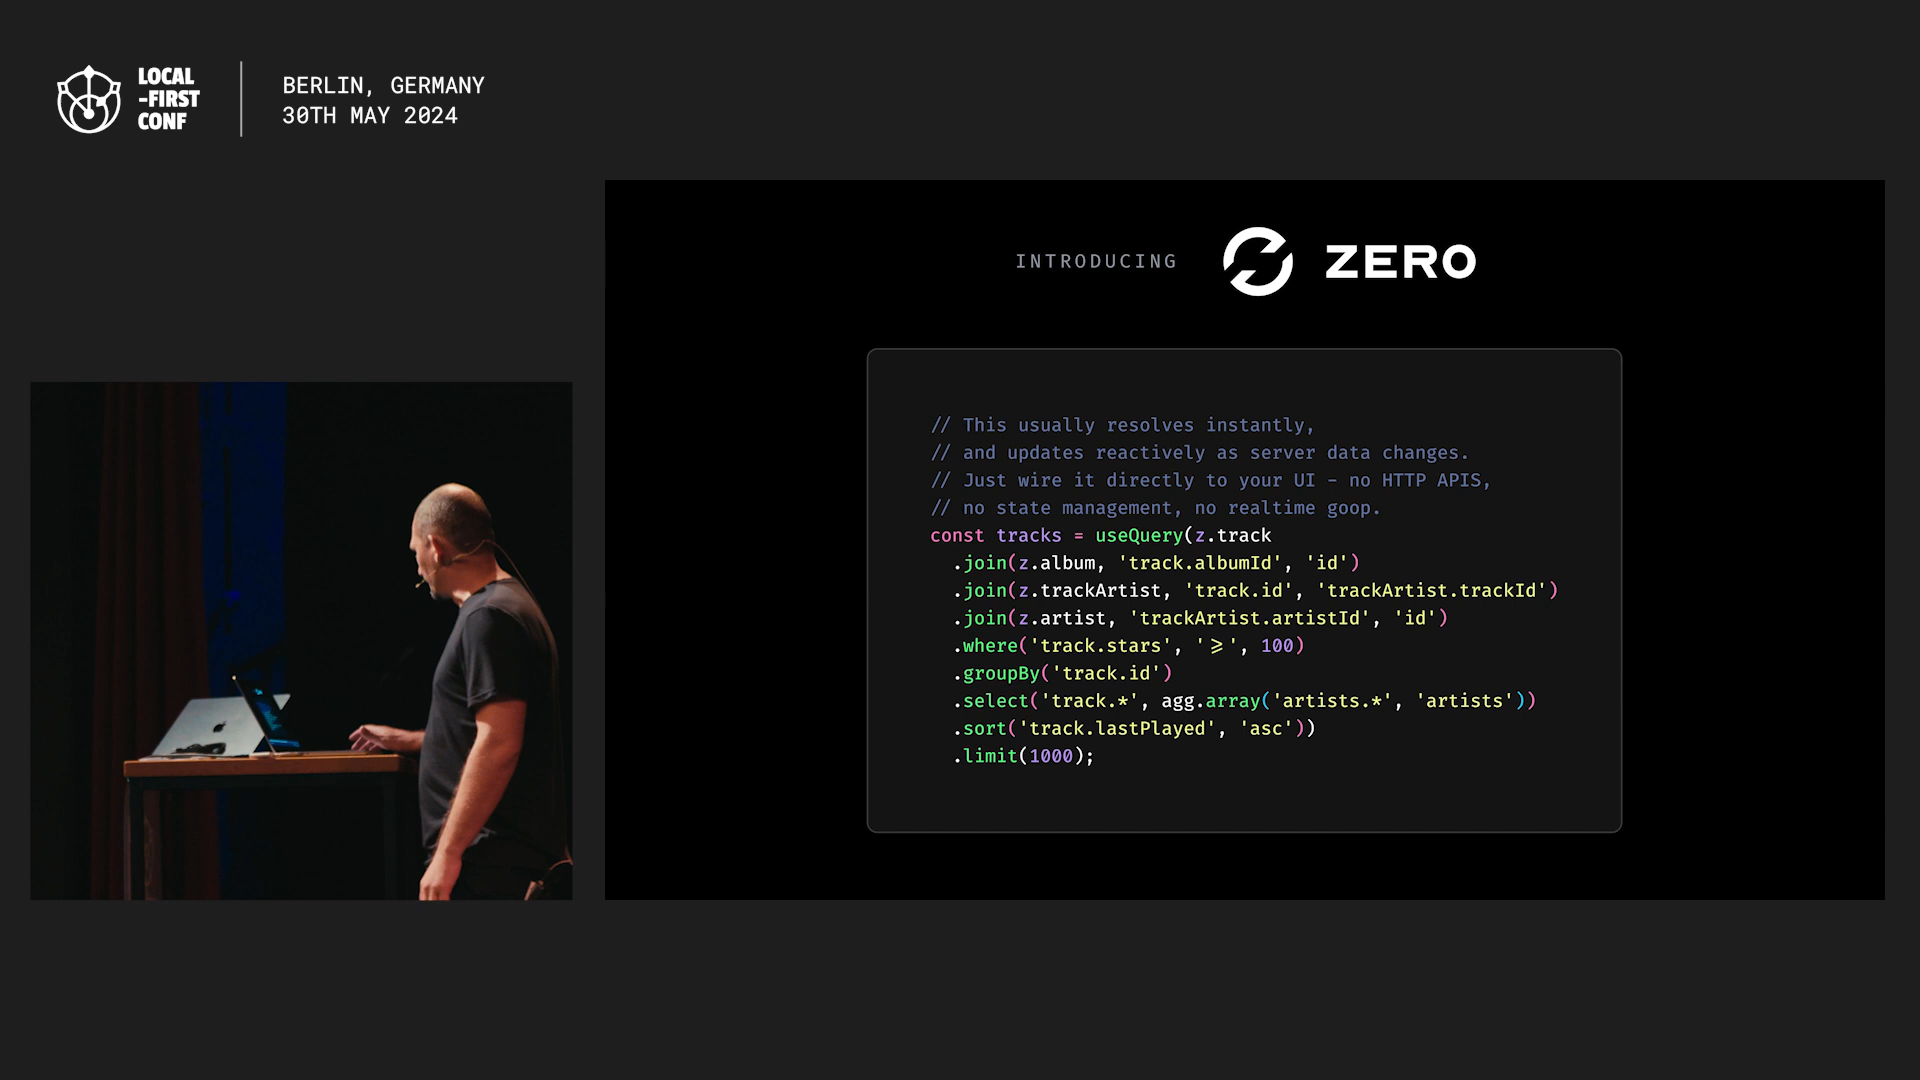 LOCAL
-FIRST
CONF
BERLIN, GERMANY
30TH MAY 2024
INTRODUCING ZERO
// This usually resolves instantly,
// and updates reactively as server data changes.
// Just wire it directly to your UI - no HTTP APIS,
// no state management, no realtime goop.
const tracks = useQuery(z.track
  .join(z.album, 'track.albumId', 'id')
  .join(z.trackArtist, 'track.id', 'trackArtist.trackId')
  .join(z.artist, 'trackArtist.artistId', 'id')
  .where('track.stars', '>=', 100)
  .groupBy('track.id')
  .select('track.*', agg.array('artists.*', 'artists'))
  .sort('track.lastPlayed', 'asc'))
  .limit(1000);